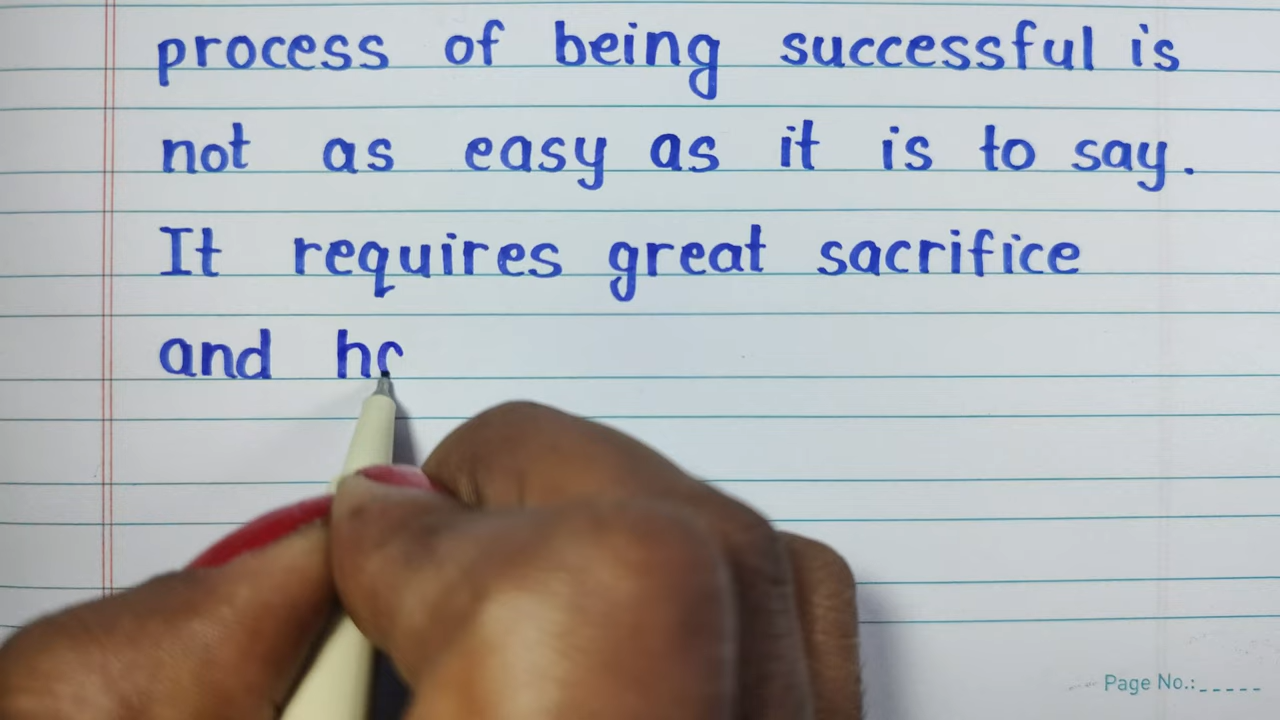 process of being successful is
not as easy as it is to say.
It requires great sacrifice
and
Page No.:_____